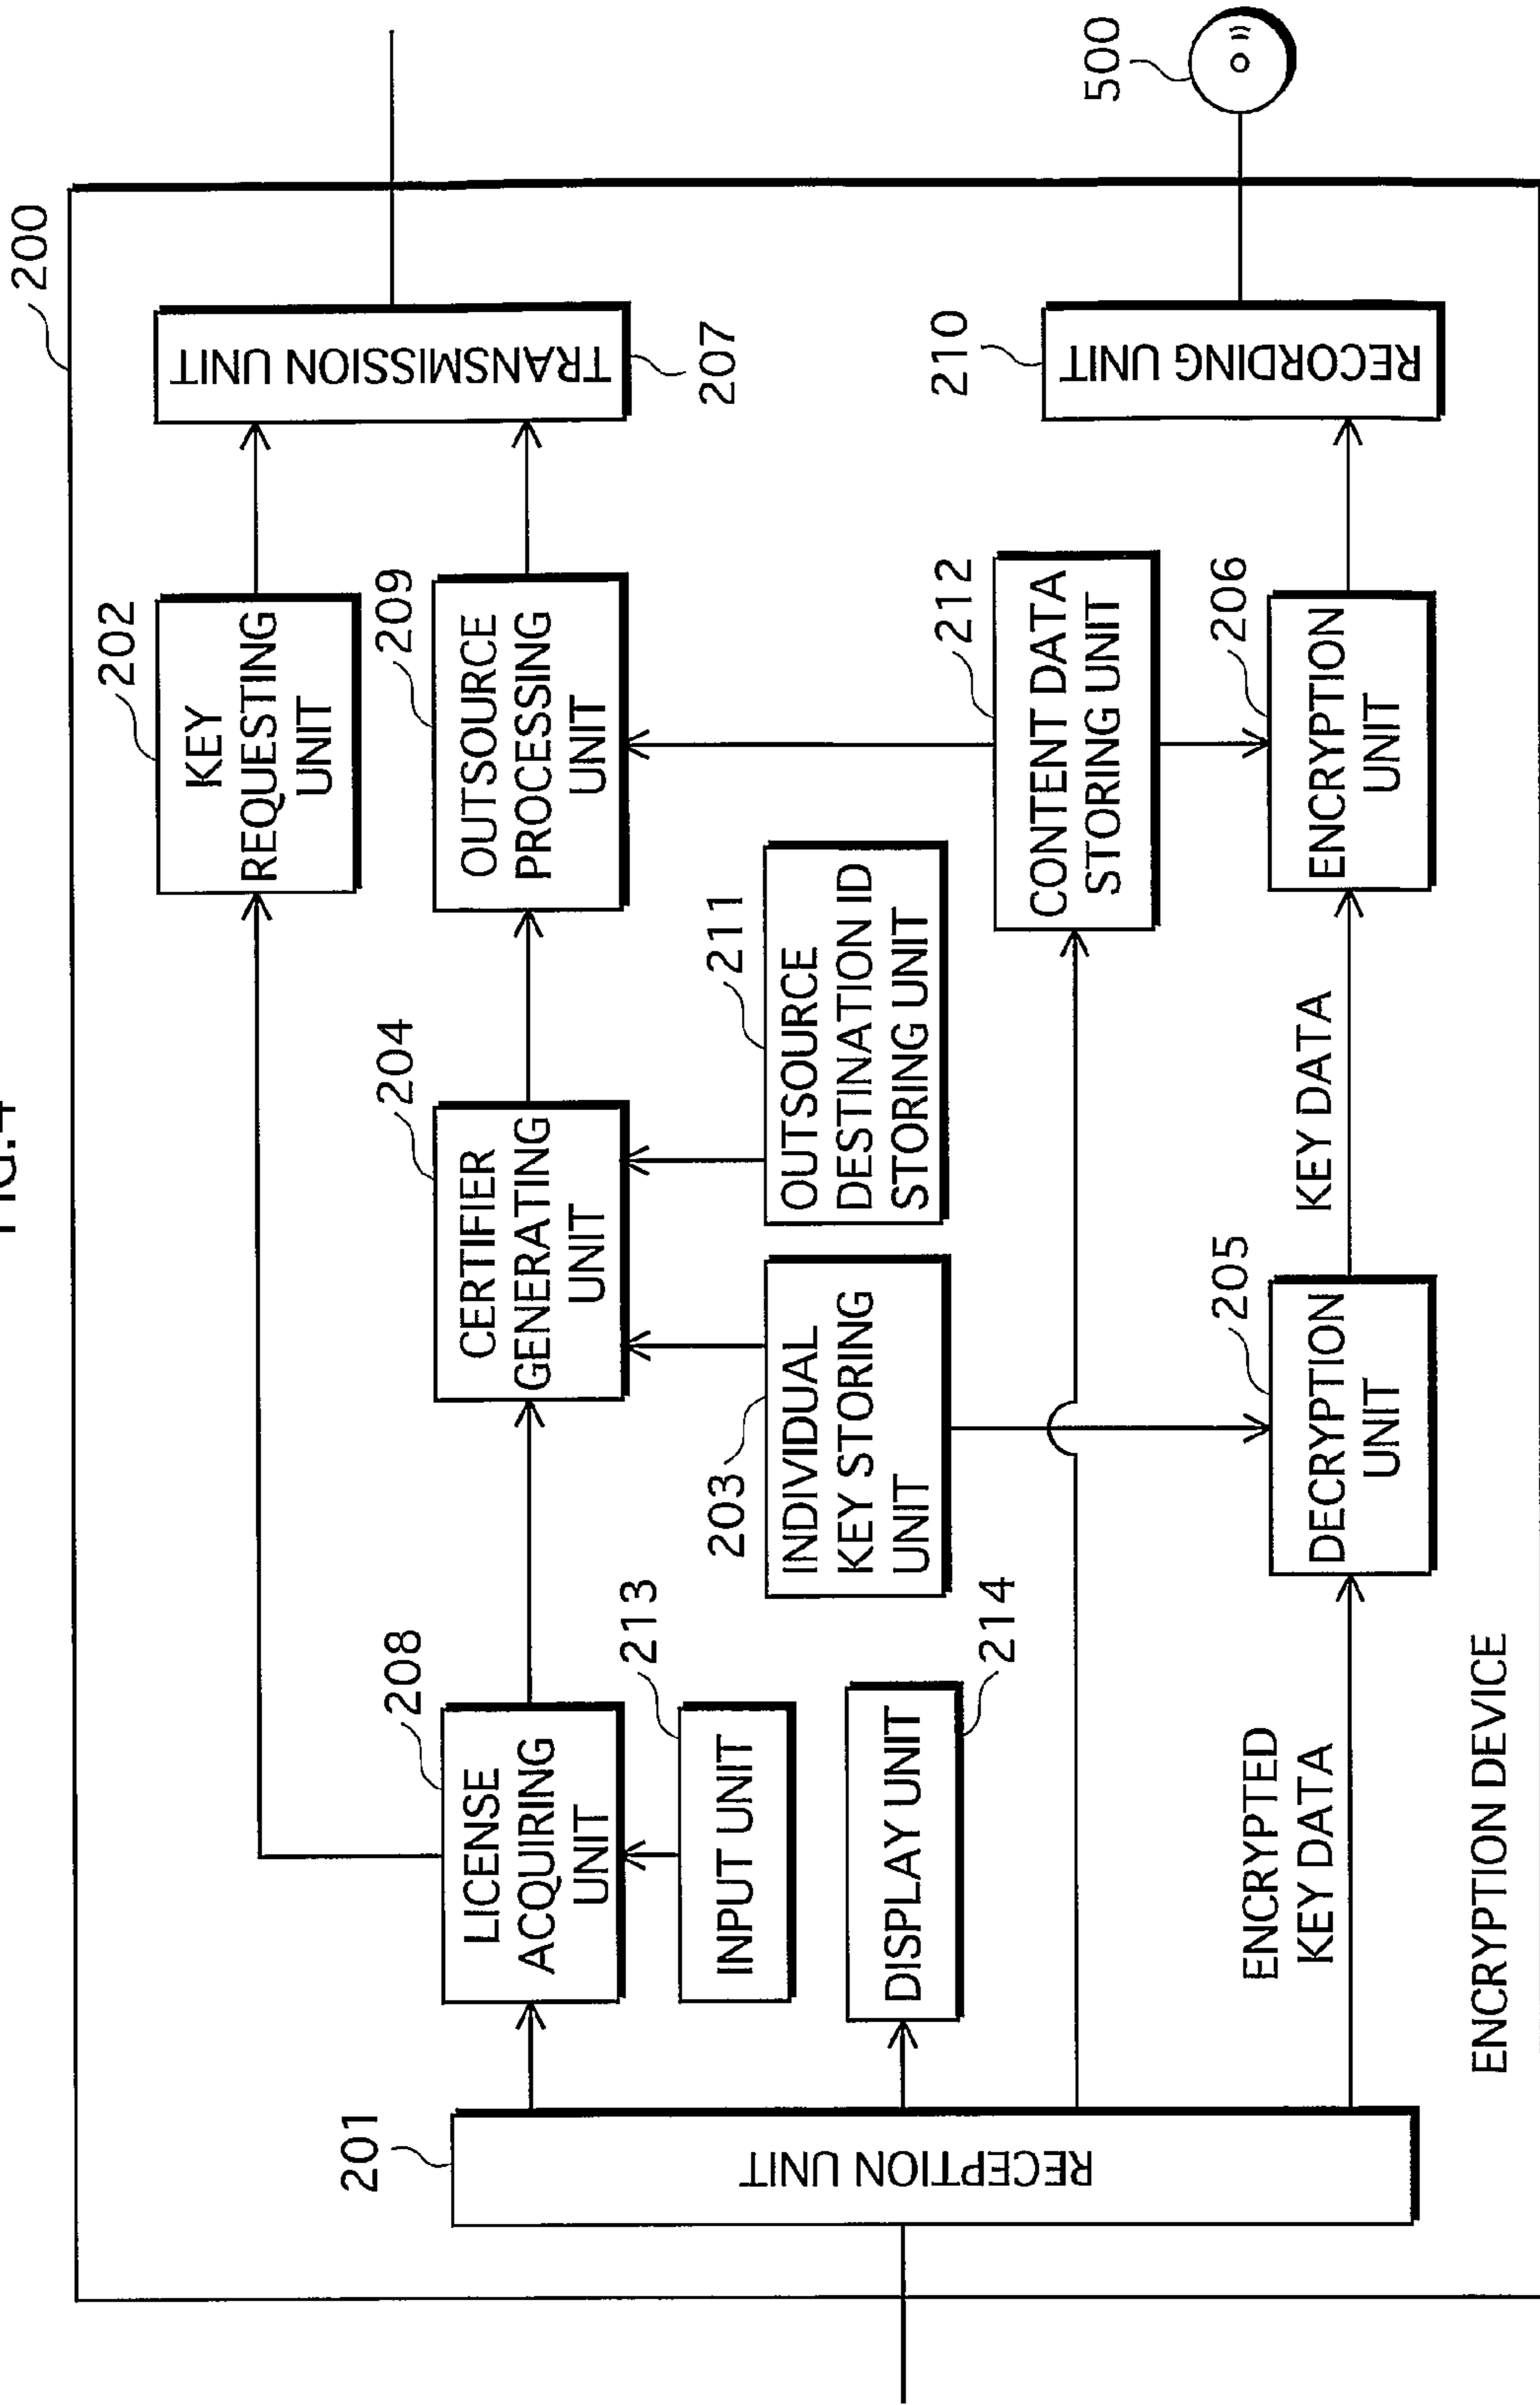 FIG.4
200
202
KEY
REQUESTING
UNIT
TRANSMISSION UNIT
207
208
LICENSE
ACQUIRING
UNIT
204
CERTIFIER
GENERATING
UNIT
209
OUTSOURCE
PROCESSING
UNIT
201
RECEPTION UNIT
213
INPUT UNIT
203
INDIVIDUAL
KEY STORING
UNIT
211
OUTSOURCE
DESTINATION ID
STORING UNIT
214
DISPLAY UNIT
212
CONTENT DATA
STORING UNIT
210
RECORDING UNIT
500
ENCRYPTED
KEY DATA
205
DECRYPTION
UNIT
KEY DATA
206
ENCRYPTION
UNIT
ENCRYPTION DEVICE